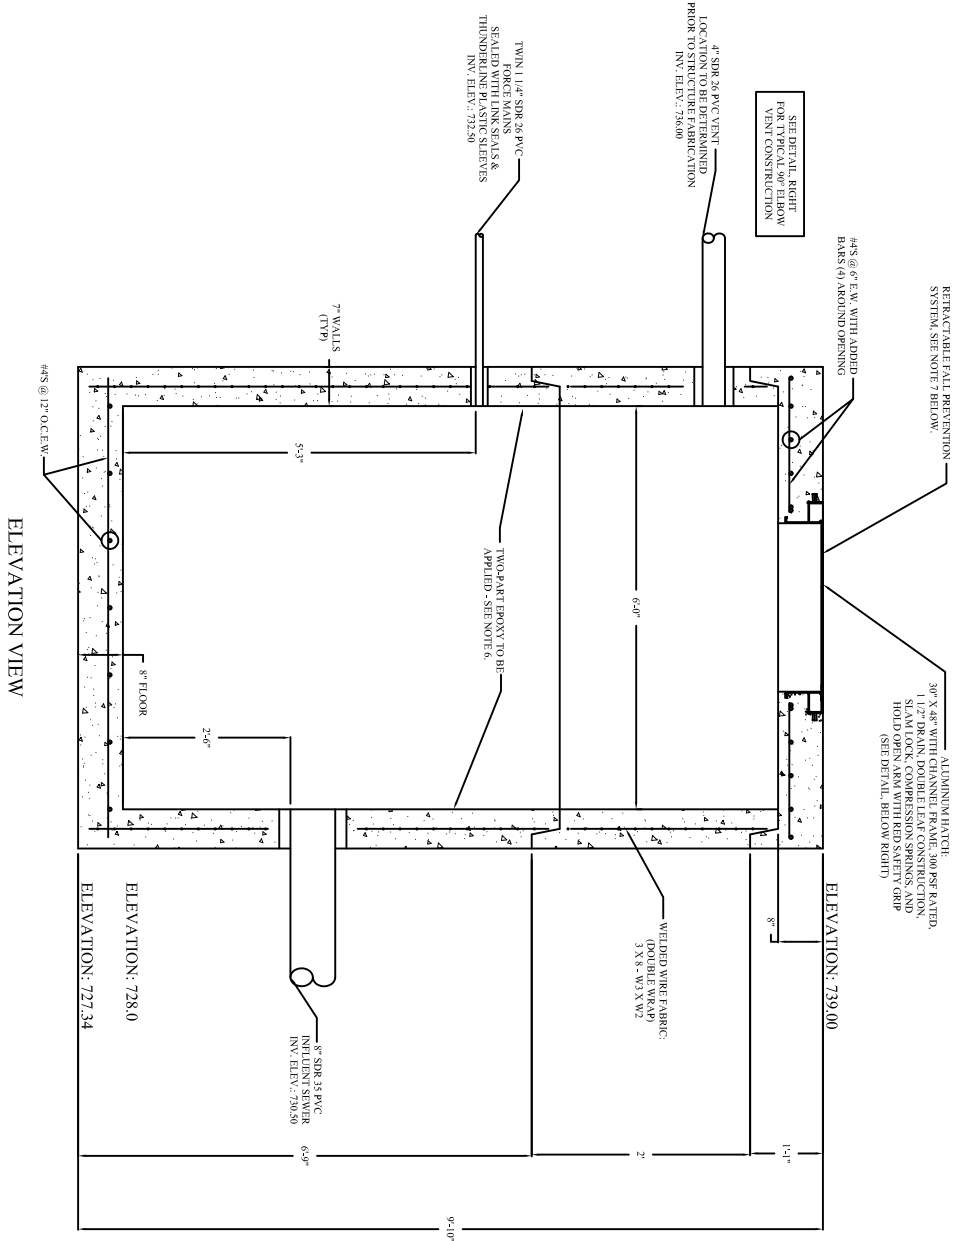 RETRACTABLE FALL PREVENTION
SYSTEM, SEE NOTE 7 BELOW.
ALUMINUM HATCH:
30" X 48" WITH CHANNEL FRAME, 300 PSF RATED,
1 1/2" DRAIN, DOUBLE LEAF CONSTRUCTION,
SLAM LOCK, COMPRESSION SPRINGS, AND
HOLD OPEN ARM WITH RED SAFETY GRIP
(SEE DETAIL, BELOW RIGHT)
#4'S @ 6" E.W. WITH ADDED
BARS (4) AROUND OPENING
SEE DETAIL, RIGHT
FOR TYPICAL 90° ELBOW
VENT CONSTRUCTION
ELEVATION: 739.00
8"
1'-1"
4" SDR 26 PVC VENT
LOCATION TO BE DETERMINED
PRIOR TO STRUCTURE FABRICATION
INV. ELEV.: 736.00
6'-0"
WELDED WIRE FABRIC:
(DOUBLE WRAP)
3 X 8 - W3 X W2
2'
TWIN 1 1/4" SDR 26 PVC
FORCE MAINS
SEALED WITH LINK SEALS &
THUNDERLINE PLASTIC SLEEVES
INV. ELEV.: 732.50
TWO-PART EPOXY TO BE
APPLIED - SEE NOTE 6.
9'-10"
7" WALLS
(TYP)
5'-3"
8" SDR 35 PVC
INFLUENT SEWER
INV. ELEV.: 730.50
6'-9"
2'-6"
8" FLOOR
ELEVATION: 728.0
ELEVATION: 727.34
#4'S @ 12" O.C.E.W.
ELEVATION VIEW